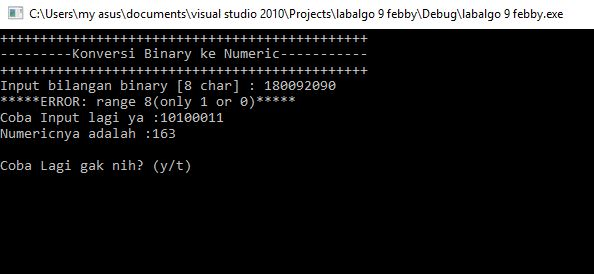 C:\Users\my asus\documents\visual studio 2010\Projects\labalgo 9 febby\Debug\labalgo 9 febby.exe
++++++++++++++++++++++++++++++++++++++++++++++
---------Konversi Binary ke Numeric-----------
++++++++++++++++++++++++++++++++++++++++++++++
Input bilangan binary [8 char] : 180092090
*****ERROR: range 8(only 1 or 0)*****
Coba Input lagi ya :10100011
Numericnya adalah :163
Coba Lagi gak nih? (y/t)